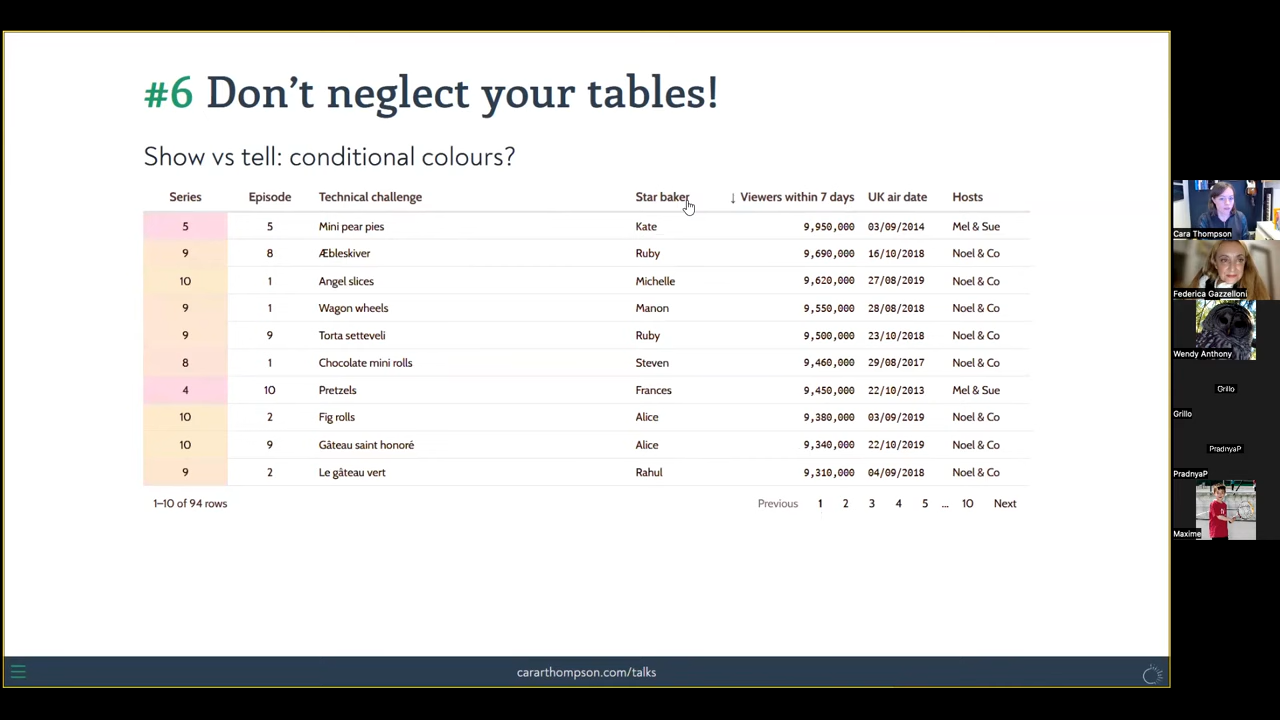 #6 Don't neglect your tables!
Show vs tell: conditional colours?
Series Episode Technical challenge Star baker ↓ Viewers within 7 days UK air date Hosts
5 5 Mini pear pies Kate 9,950,000 03/09/2014 Mel & Sue
9 8 Æbleskiver Ruby 9,690,000 16/10/2018 Noel & Co
10 1 Angel slices Michelle 9,620,000 27/08/2019 Noel & Co
9 1 Wagon wheels Manon 9,550,000 28/08/2018 Noel & Co
9 9 Torta setteveli Ruby 9,500,000 23/10/2018 Noel & Co
8 1 Chocolate mini rolls Steven 9,460,000 29/08/2017 Noel & Co
4 10 Pretzels Frances 9,450,000 22/10/2013 Mel & Sue
10 2 Fig rolls Alice 9,380,000 03/09/2019 Noel & Co
10 9 Gâteau saint honoré Alice 9,340,000 22/10/2019 Noel & Co
9 2 Le gâteau vert Rahul 9,310,000 04/09/2018 Noel & Co
1–10 of 94 rows Previous 1 2 3 4 5 ... 10 Next
cararthompson.com/talks
Cara Thompson
Federica Gazzelloni
Wendy Anthony
Grillo
Grillo
PradnyaP
PradnyaP
Maxime